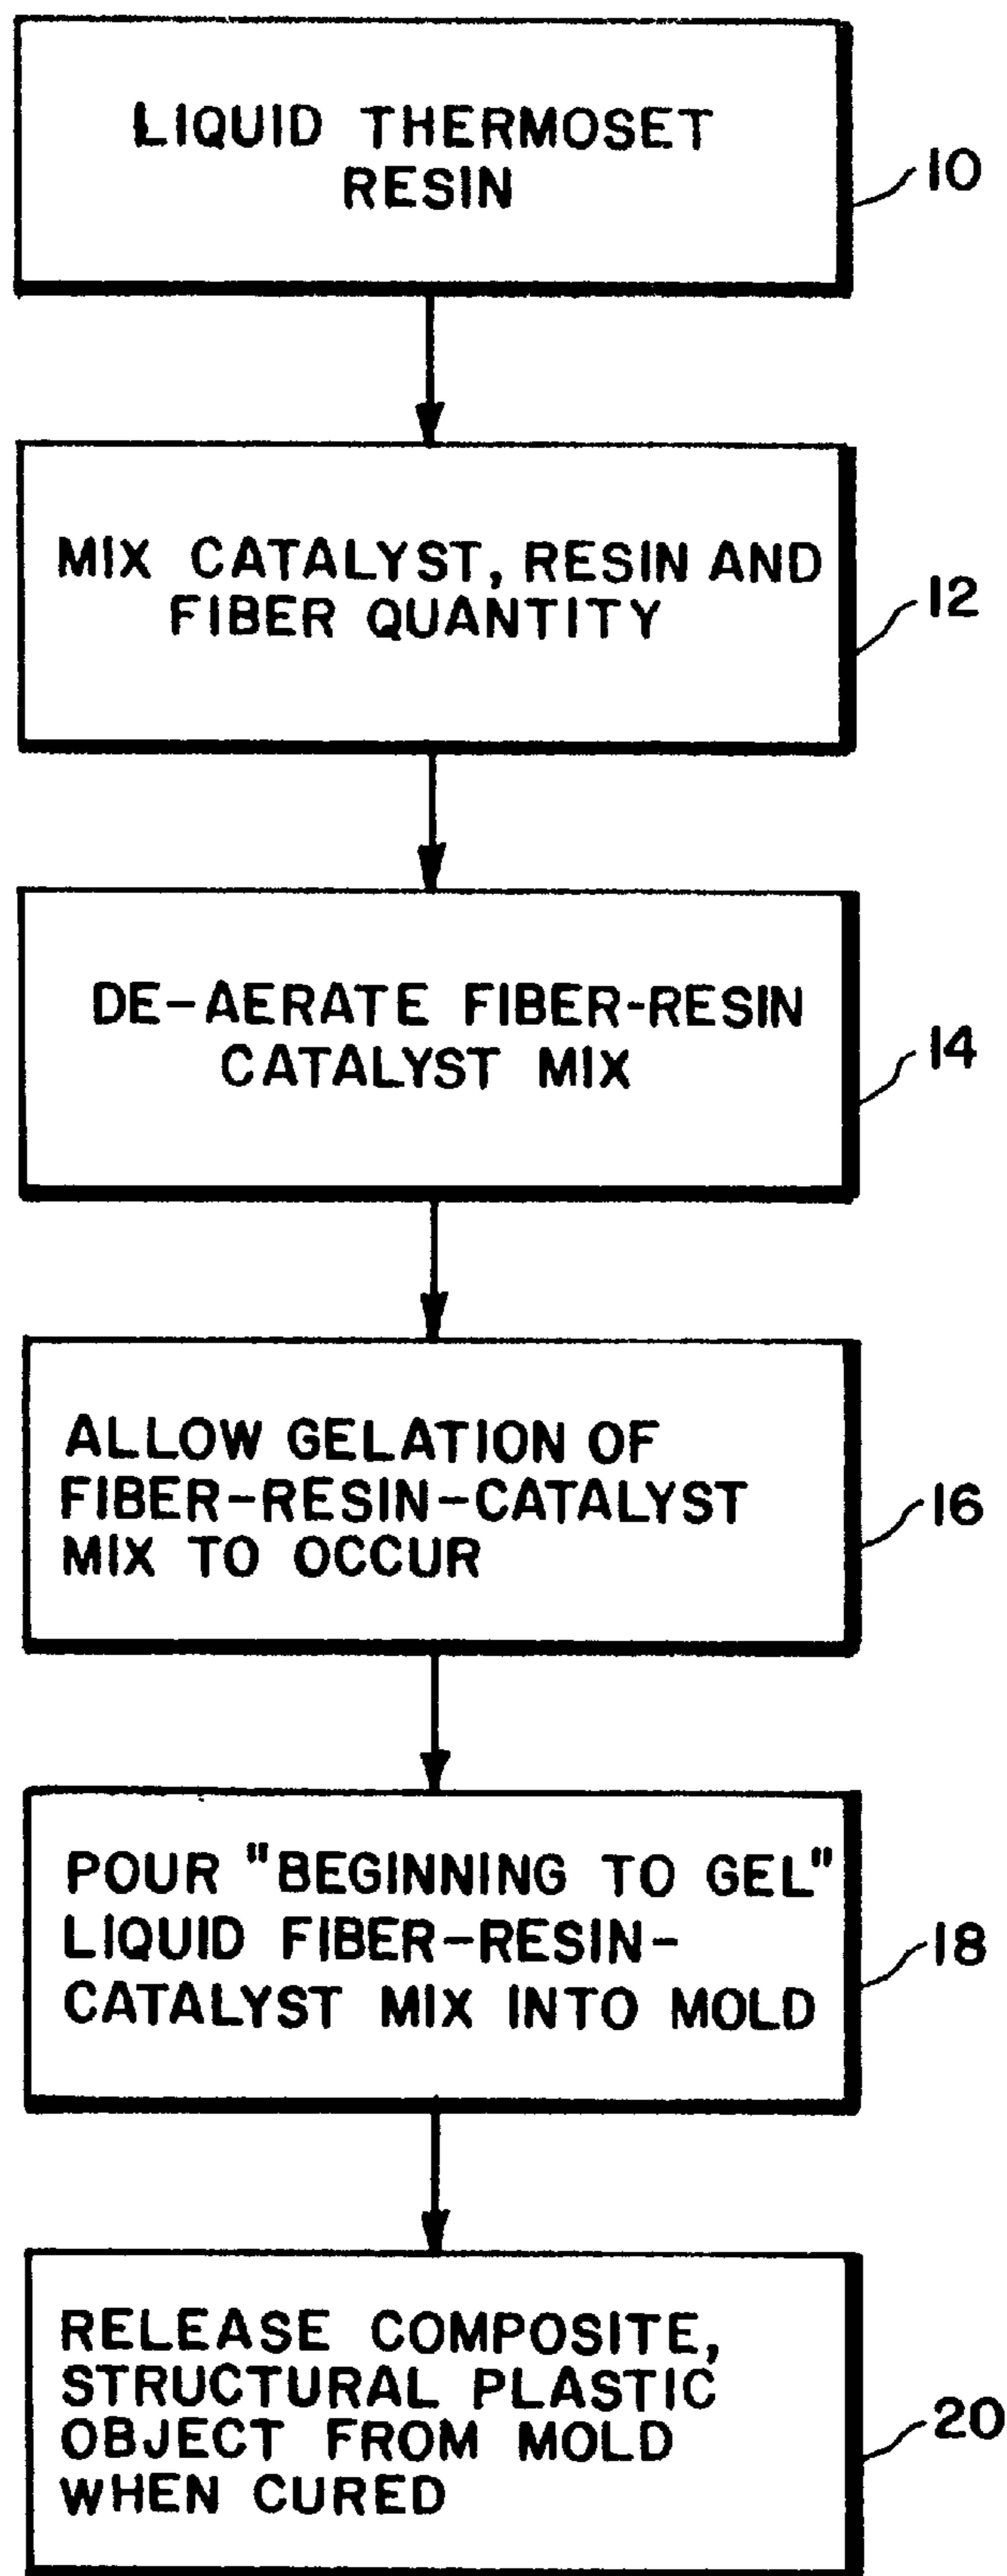 LIQUID THERMOSET
RESIN
10
MIX CATALYST, RESIN AND
FIBER QUANTITY
12
DE-AERATE FIBER-RESIN
CATALYST MIX
14
ALLOW GELATION OF
FIBER-RESIN-CATALYST
MIX TO OCCUR
16
POUR "BEGINNING TO GEL"
LIQUID FIBER-RESIN-
CATALYST MIX INTO MOLD
18
RELEASE COMPOSITE,
STRUCTURAL PLASTIC
OBJECT FROM MOLD
WHEN CURED
20